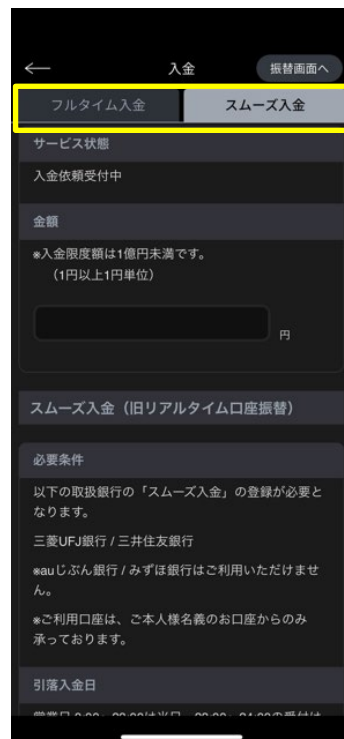 入金
振替画面へ
フルタイム入金
スムーズ入金
サービス状態
入金依頼受付中
金額
※入金限度額は1億円未満です。
(1円以上1円単位)
円
スムーズ入金（旧リアルタイム口座振替）
必要条件
以下の取扱銀行の「スムーズ入金」の登録が必要と
なります。
三菱UFJ銀行 / 三井住友銀行
※auじぶん銀行 / みずほ銀行はご利用いただけませ
ん。
※ご利用口座は、ご本人様名義のお口座からのみ
承っております。
引落入金日